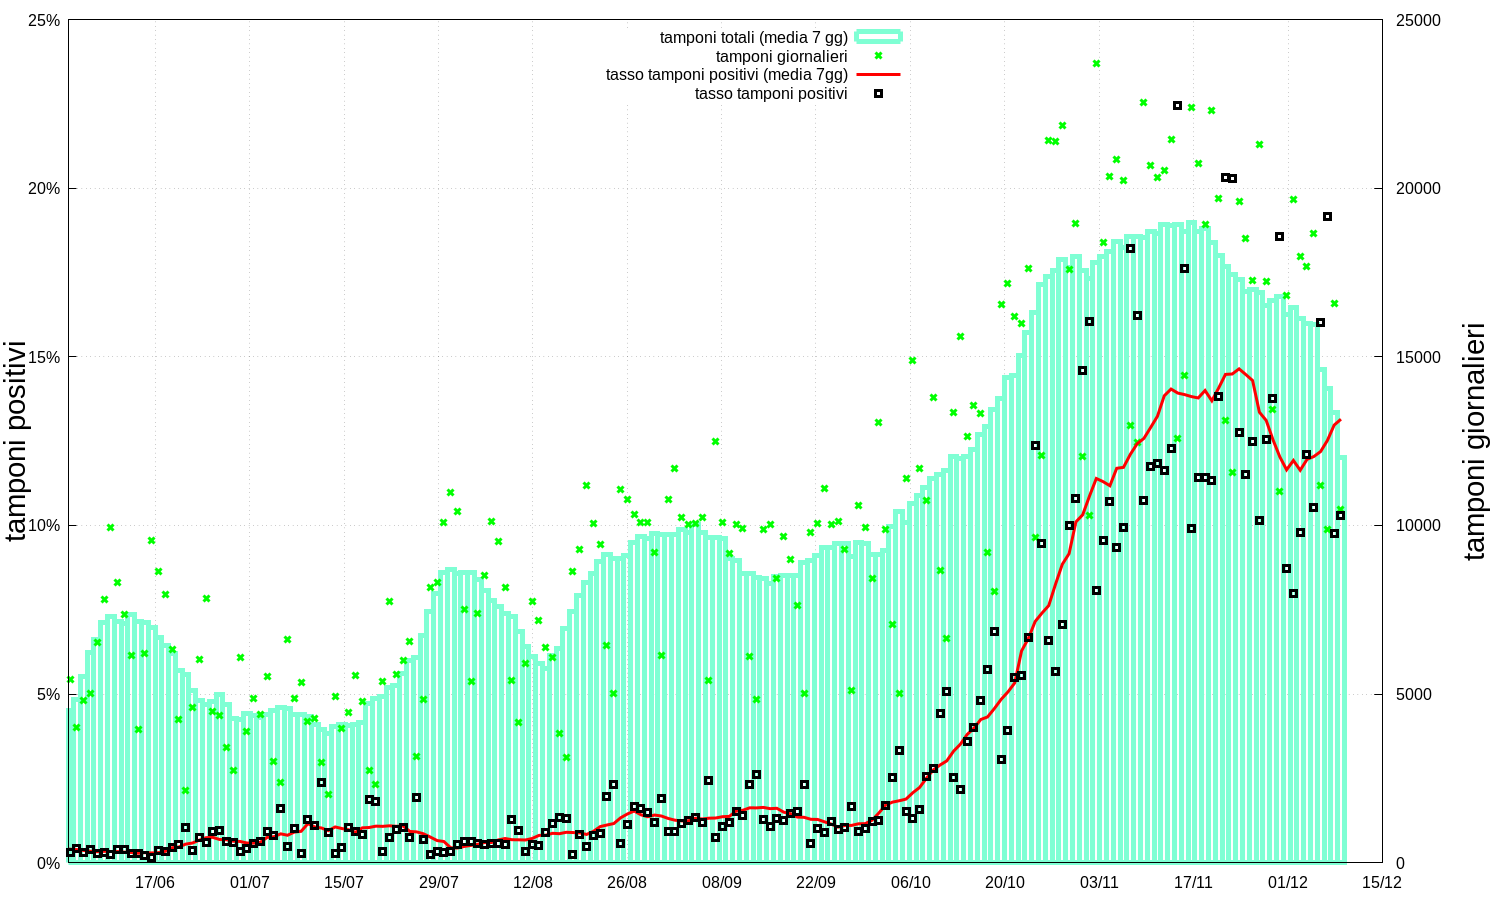 tamponi totali (media 7 gg)
tamponi giornalieri
tasso tamponi positivi (media 7gg)
tasso tamponi positivi
25%
20%
15%
10%
5%
0%
tamponi positivi
25000
20000
15000
10000
5000
0
tamponi giornalieri
17/06 01/07 15/07 29/07 12/08 26/08 08/09 22/09 06/10 20/10 03/11 17/11 01/12 15/12